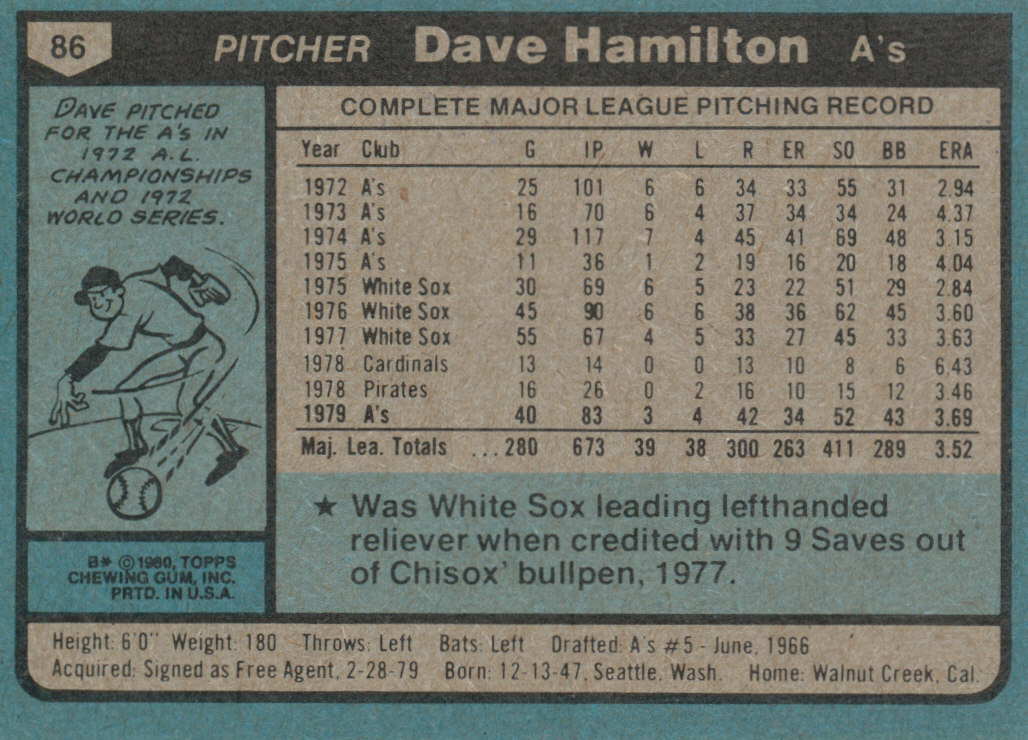 86 PITCHER Dave Hamilton A's
DAVE PITCHED
FOR THE A's IN
1972 A.L.
CHAMPIONSHIPS
AND 1972
WORLD SERIES.
COMPLETE MAJOR LEAGUE PITCHING RECORD
Year Club G IP W L R ER SO BB ERA
1972 A's 25 101 6 6 34 33 55 31 2.94
1973 A's 16 70 6 4 37 34 34 24 4.37
1974 A's 29 117 7 4 45 41 69 48 3.15
1975 A's 11 36 1 2 19 16 20 18 4.04
1975 White Sox 30 69 6 5 23 22 51 29 2.84
1976 White Sox 45 90 6 6 38 36 62 45 3.60
1977 White Sox 55 67 4 5 33 27 45 33 3.63
1978 Cardinals 13 14 0 0 13 10 8 6 6.43
1978 Pirates 16 26 0 2 16 10 15 12 3.46
1979 A's 40 83 3 4 42 34 52 43 3.69
Maj. Lea. Totals ...280 673 39 38 300 263 411 289 3.52
★ Was White Sox leading lefthanded
reliever when credited with 9 Saves out
of Chisox' bullpen, 1977.
B* © 1980, TOPPS
CHEWING GUM, INC.
PRTD. IN U.S.A.
Height: 6'0" Weight: 180 Throws: Left Bats: Left Drafted: A's #5 - June, 1966
Acquired: Signed as Free Agent, 2-28-79 Born: 12-13-47, Seattle, Wash. Home: Walnut Creek, Cal.